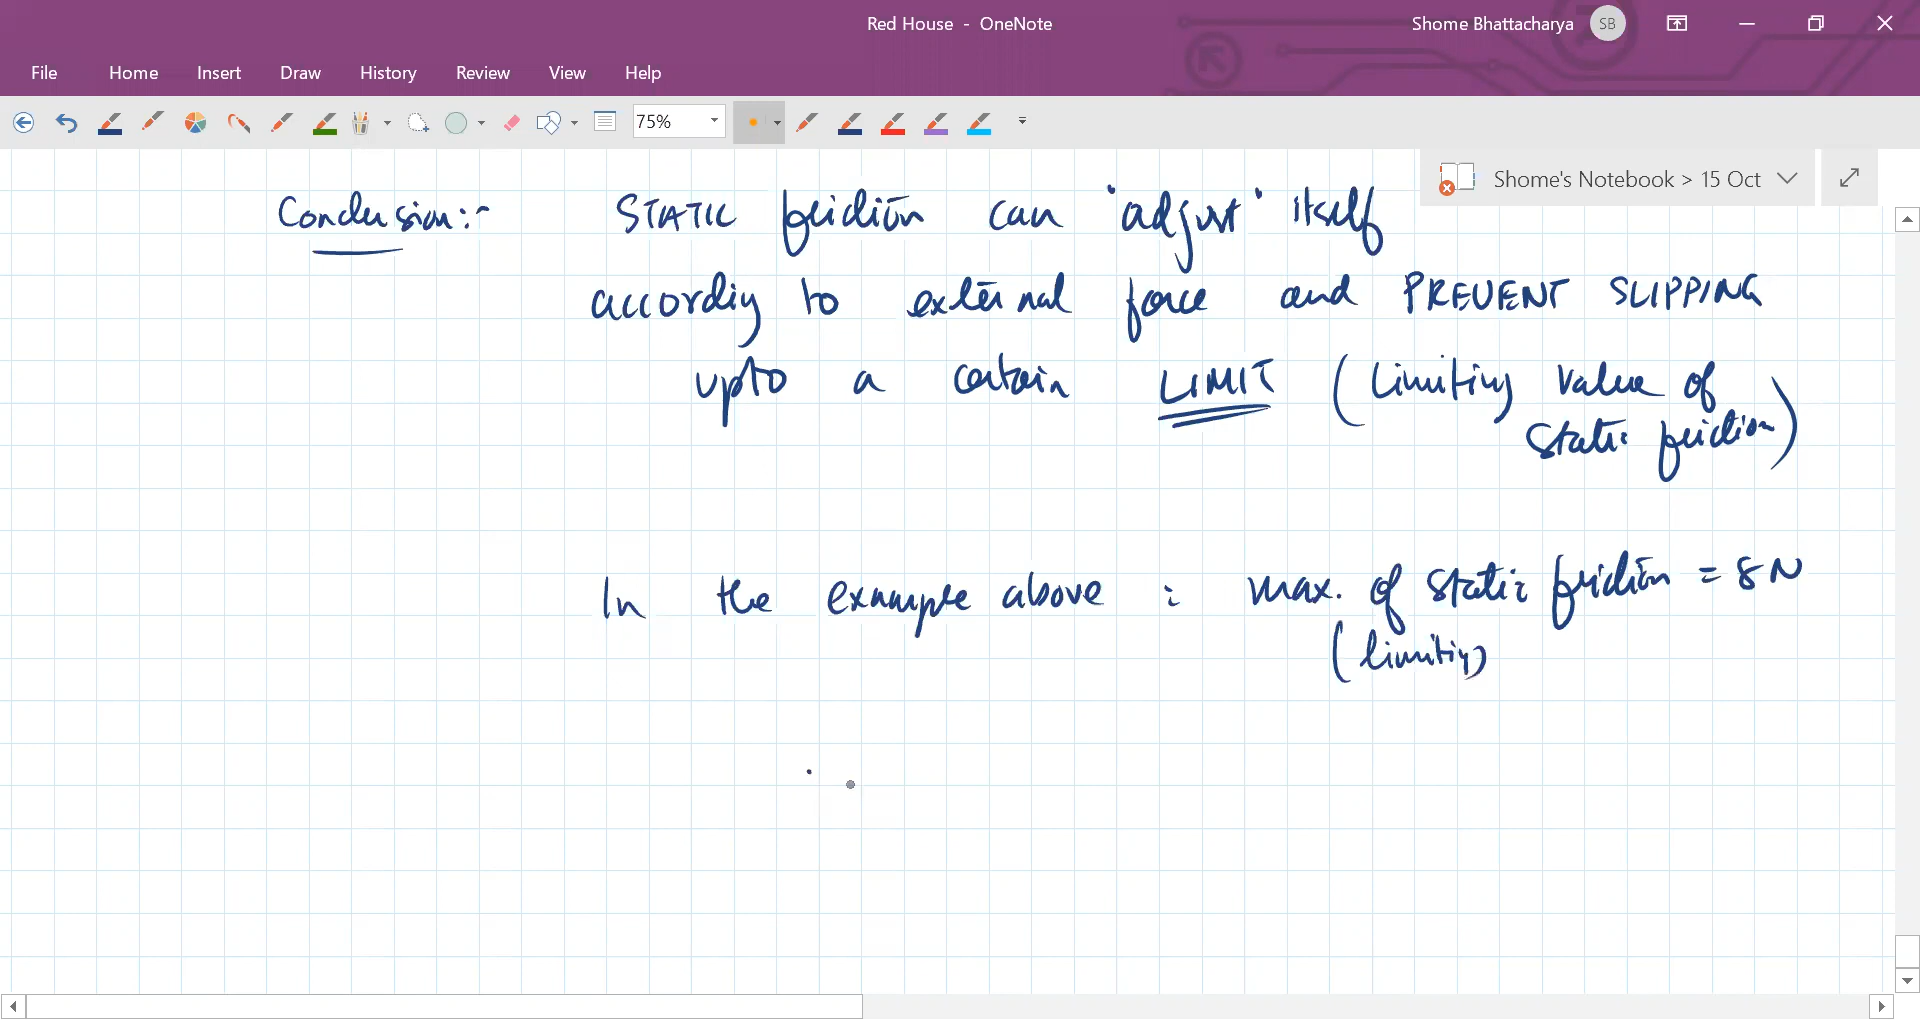 Red House - OneNote
Shome Bhattacharya SB
File Home Insert Draw History Review View Help
75%
Shome's Notebook > 15 Oct
Conclusion:- STATIC friction can 'adjust' itself
according to external force and PREVENT SLIPPING
upto a certain LIMIT (limiting value of
static friction)
In the example above : max. of static friction = 8N
(limiting)